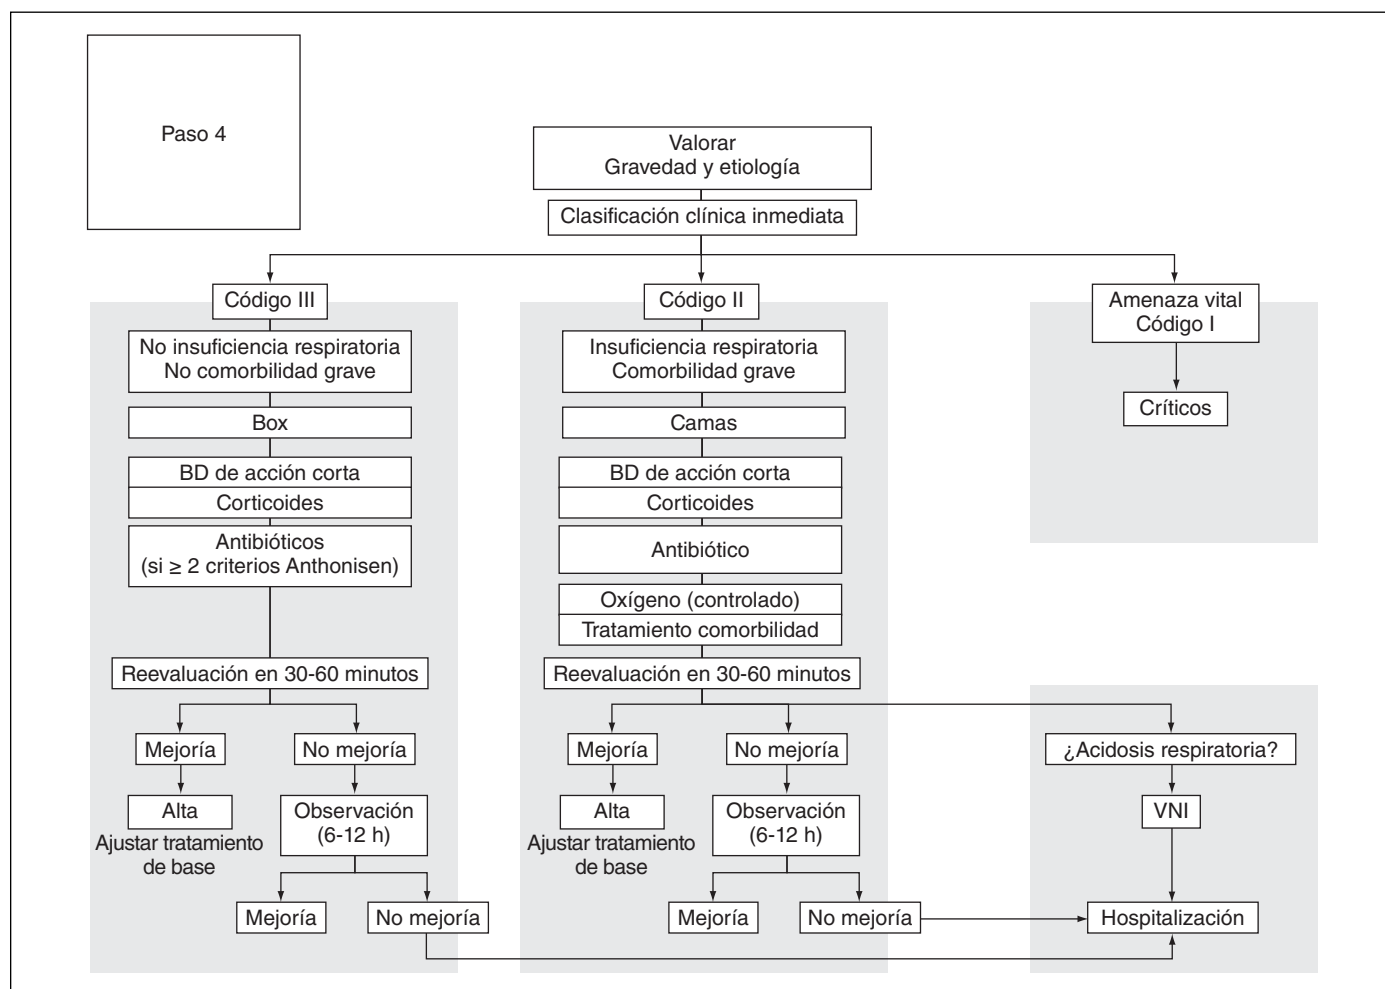 Paso 4
Valorar
Gravedad y etiología
Clasificación clínica inmediata
Código III
No insuficiencia respiratoria
No comorbilidad grave
Box
BD de acción corta
Corticoides
Antibióticos
(si ≥ 2 criterios Anthonisen)
Reevaluación en 30-60 minutos
Mejoría
No mejoría
Alta
Ajustar tratamiento
de base
Observación
(6-12 h)
Mejoría
No mejoría
Código II
Insuficiencia respiratoria
Comorbilidad grave
Camas
BD de acción corta
Corticoides
Antibiótico
Oxígeno (controlado)
Tratamiento comorbilidad
Reevaluación en 30-60 minutos
Mejoría
No mejoría
Alta
Ajustar tratamiento
de base
Observación
(6-12 h)
Mejoría
No mejoría
Amenaza vital
Código I
Críticos
¿Acidosis respiratoria?
VNI
Hospitalización